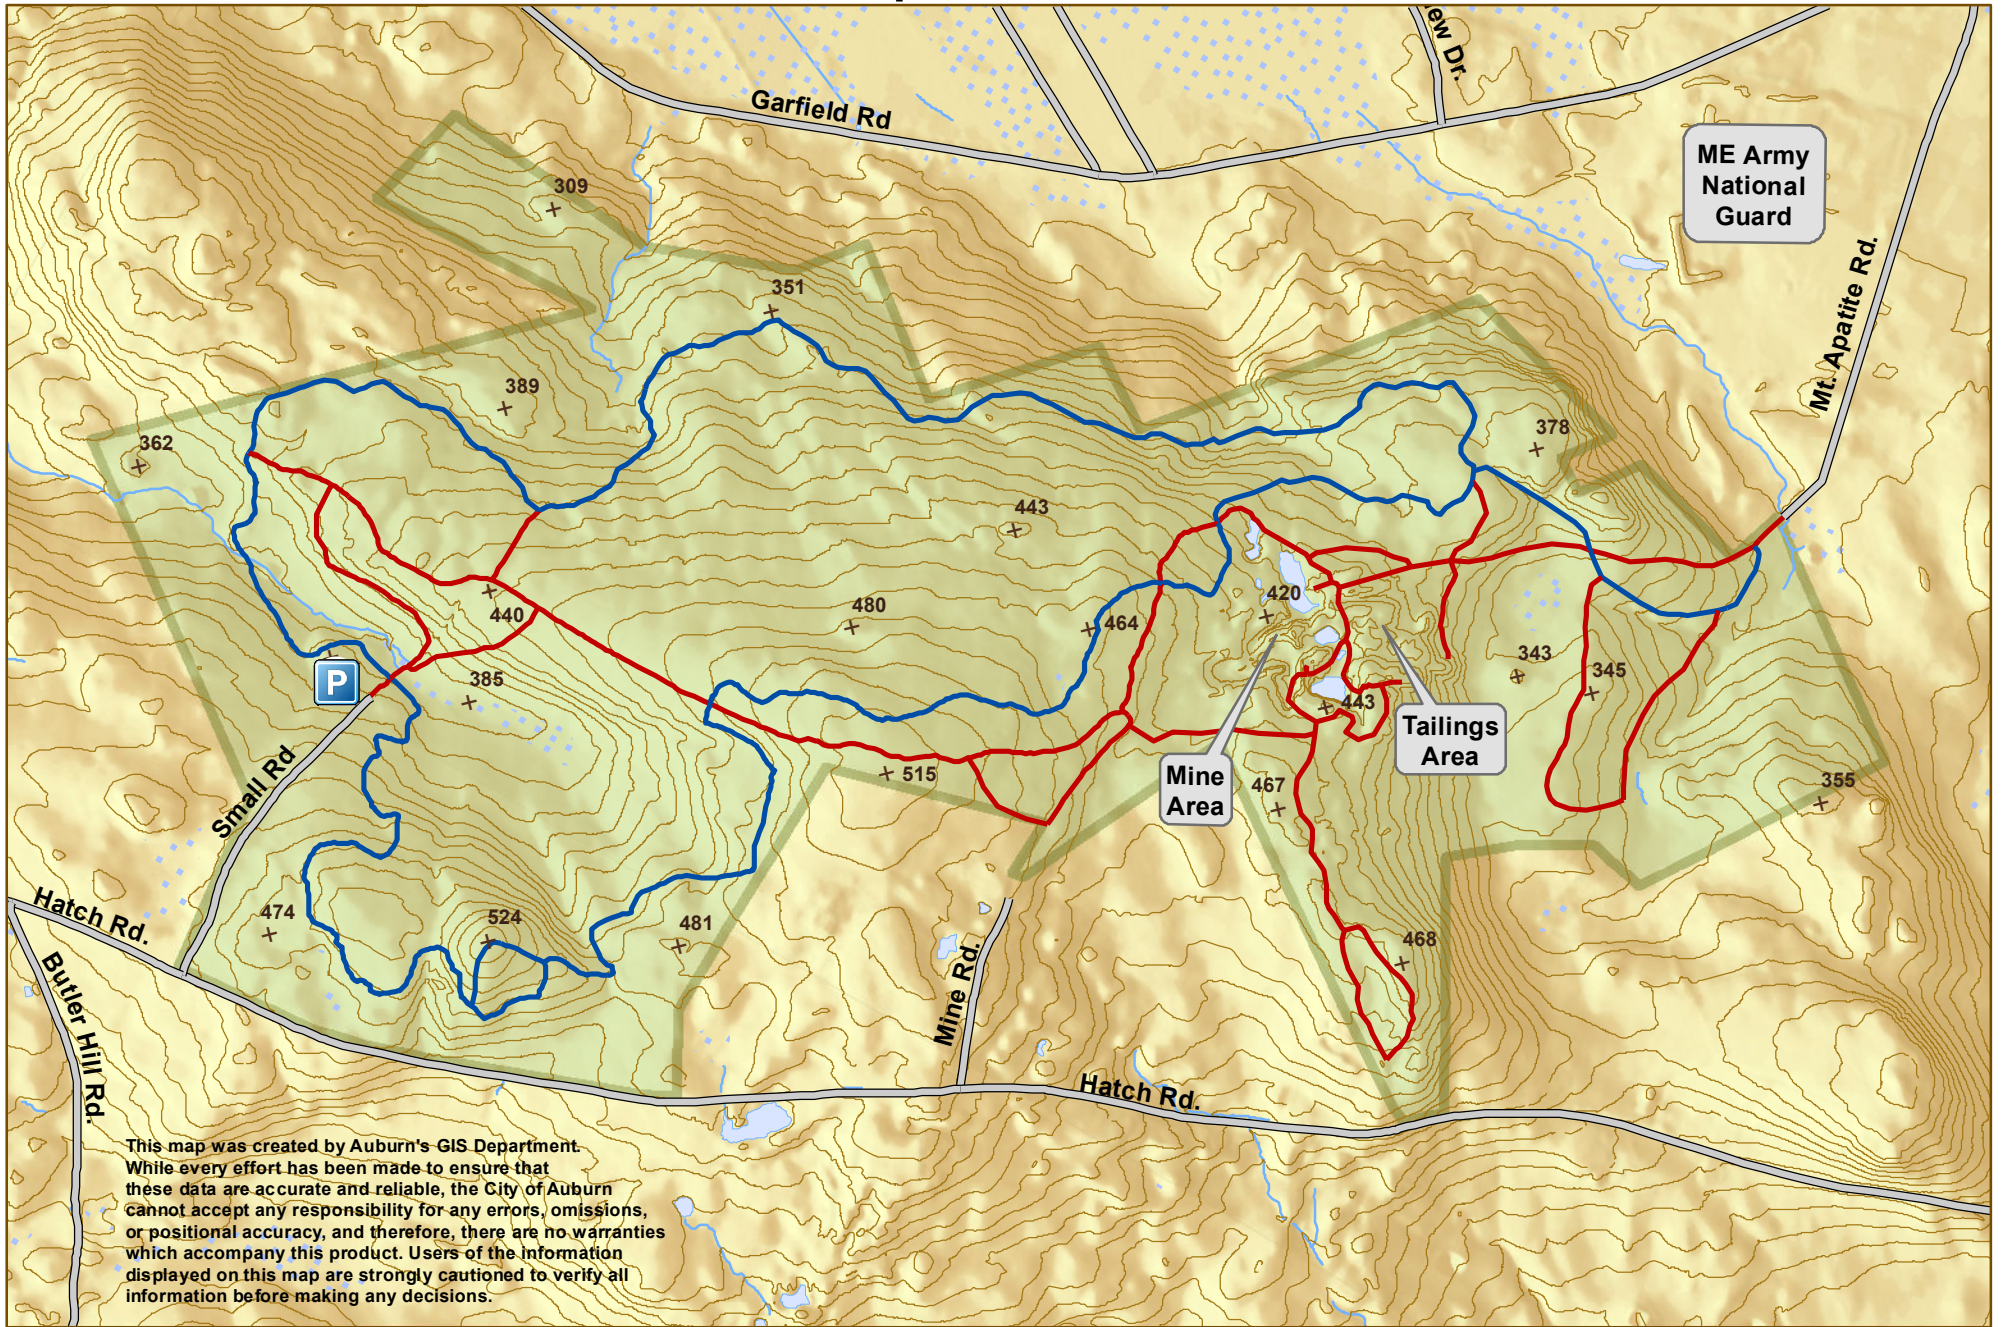 Garfield Rd
ew Dr.
ME Army
National
Guard
Mt. Apatite Rd.
309
351
389
362
378
443
440
480
464
420
343
345
385
443
515
467
355
Tailings
Area
Mine
Area
P
Small Rd
474
524
481
468
Hatch Rd.
Butler Hill Rd.
Mine Rd.
Hatch Rd.
This map was created by Auburn's GIS Department.
While every effort has been made to ensure that
these data are accurate and reliable, the City of Auburn
cannot accept any responsibility for any errors, omissions,
or positional accuracy, and therefore, there are no warranties
which accompany this product. Users of the information
displayed on this map are strongly cautioned to verify all
information before making any decisions.